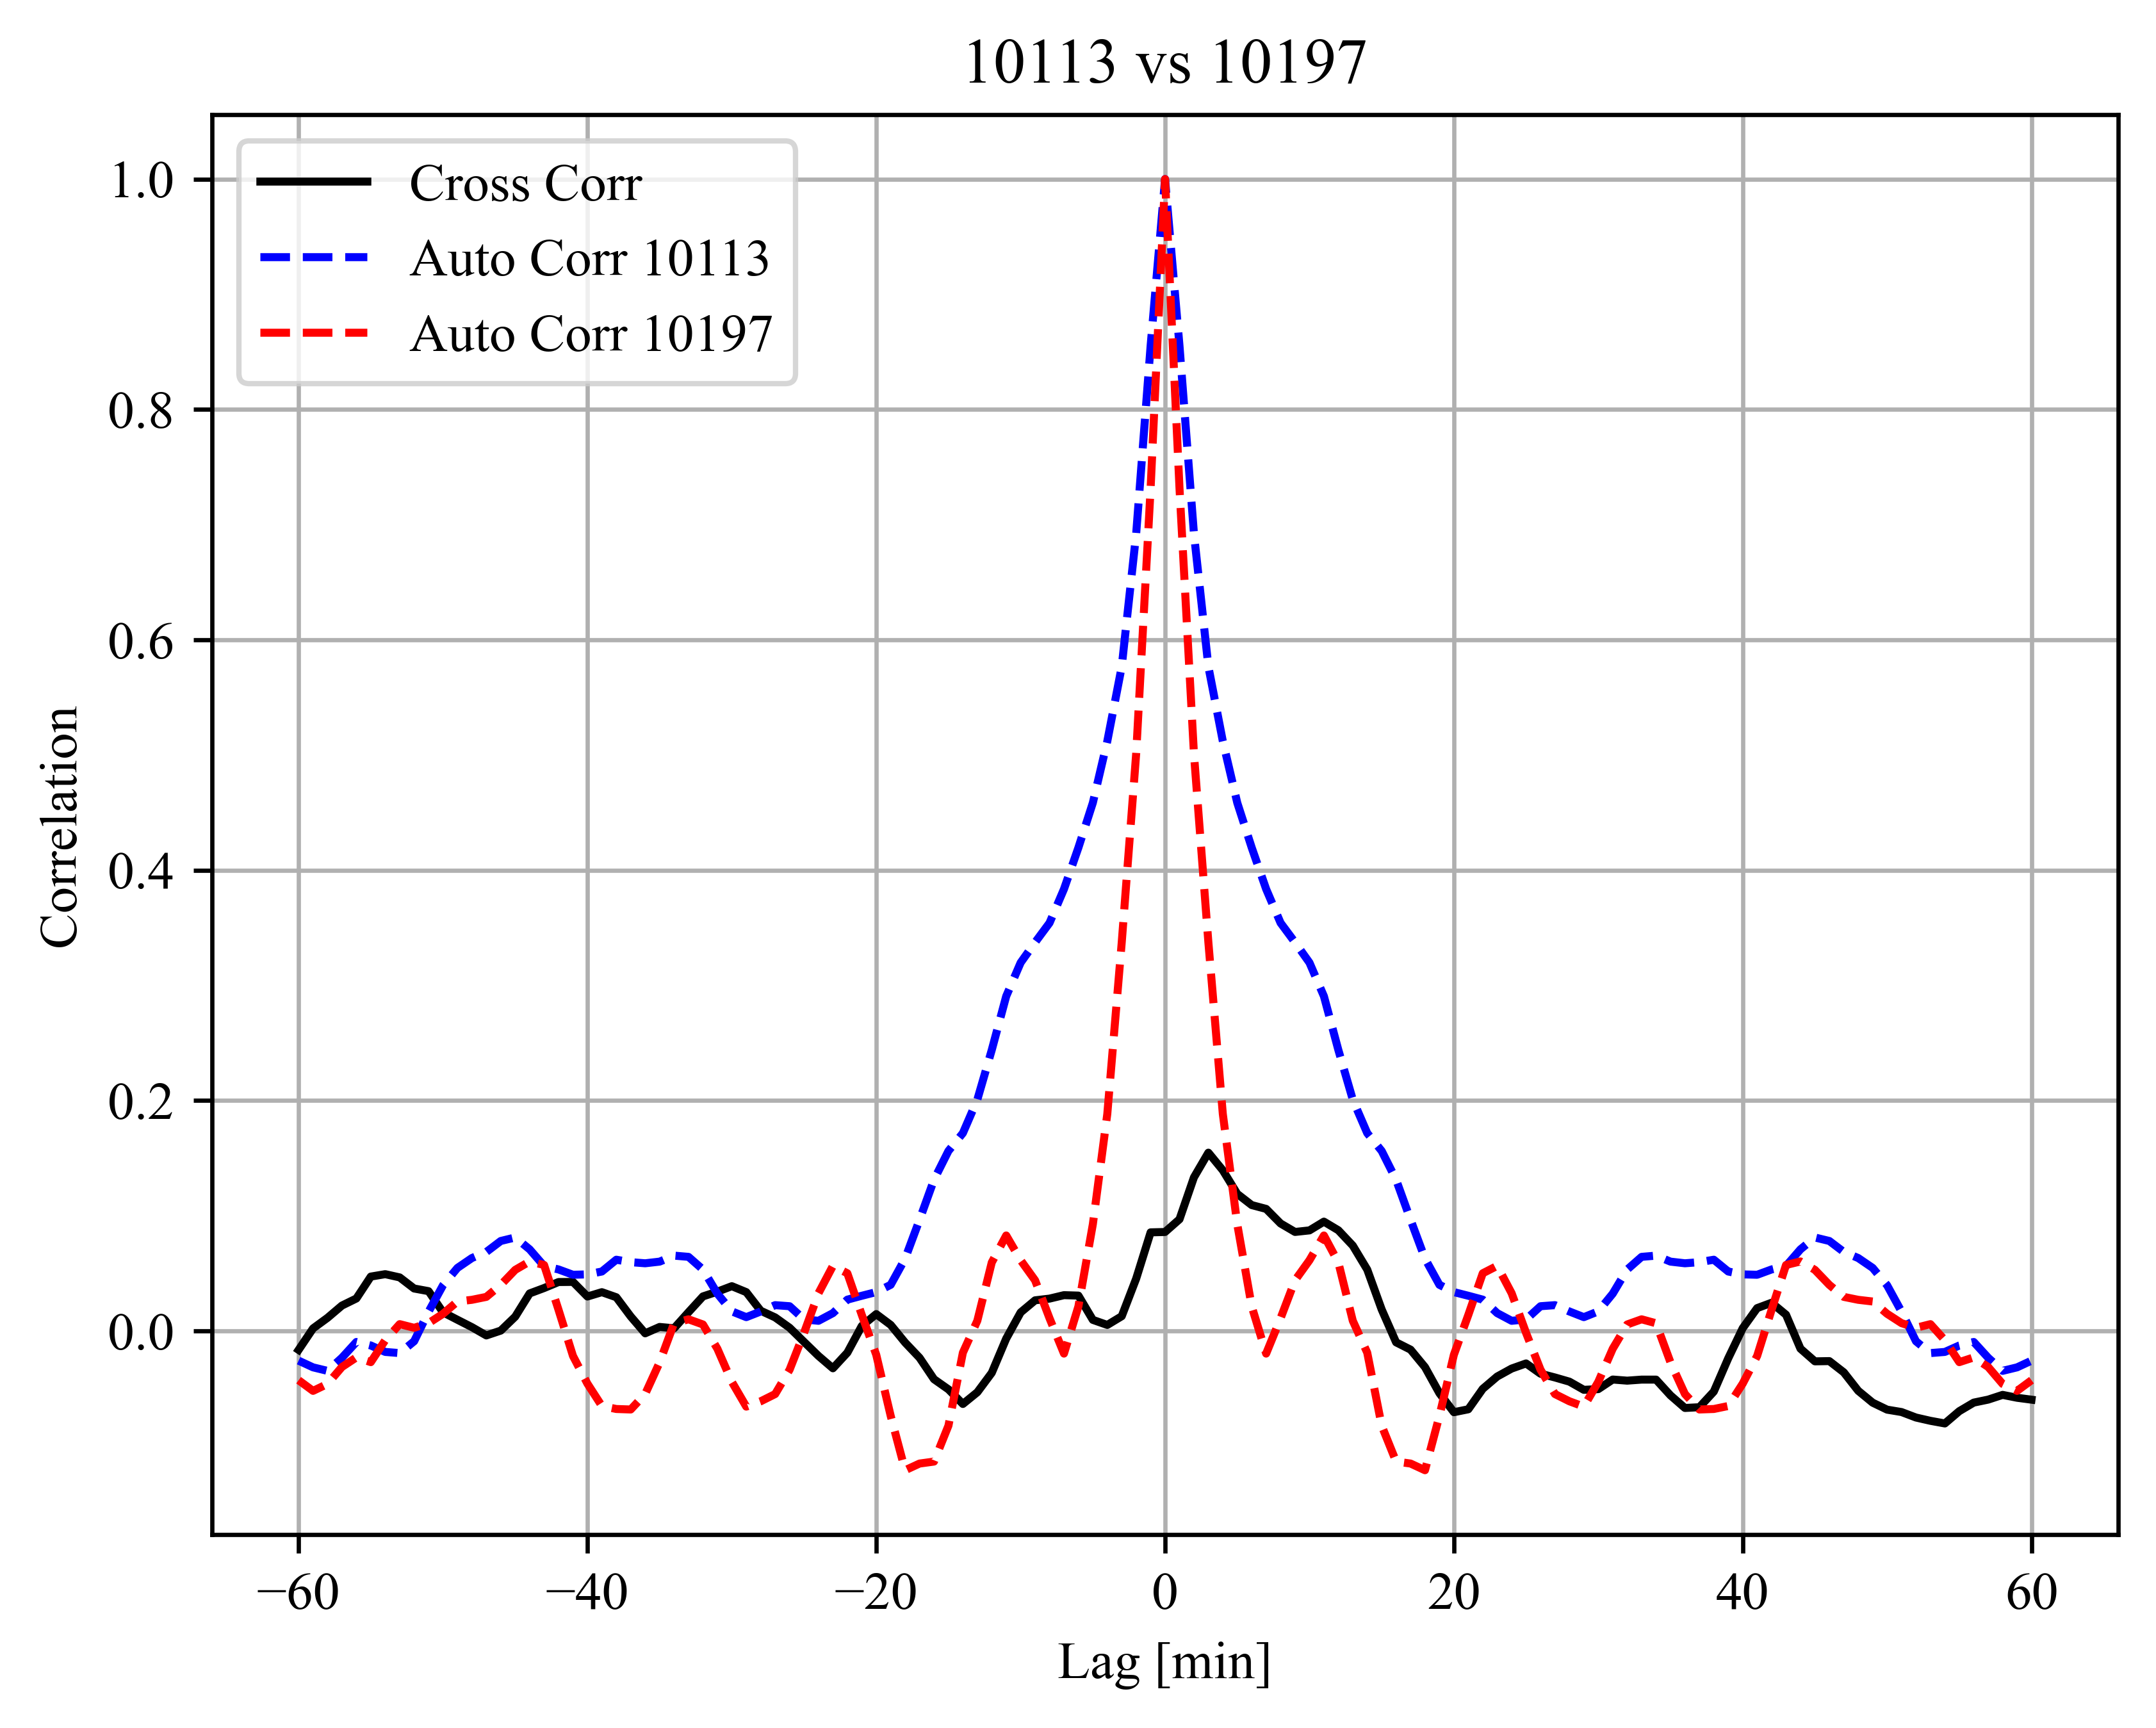 10113 vs 10197
Cross Corr
Auto Corr 10113
Auto Corr 10197
1.0
0.8
0.6
0.4
0.2
0.0
Correlation
−60 −40 −20 0 20 40 60
Lag [min]